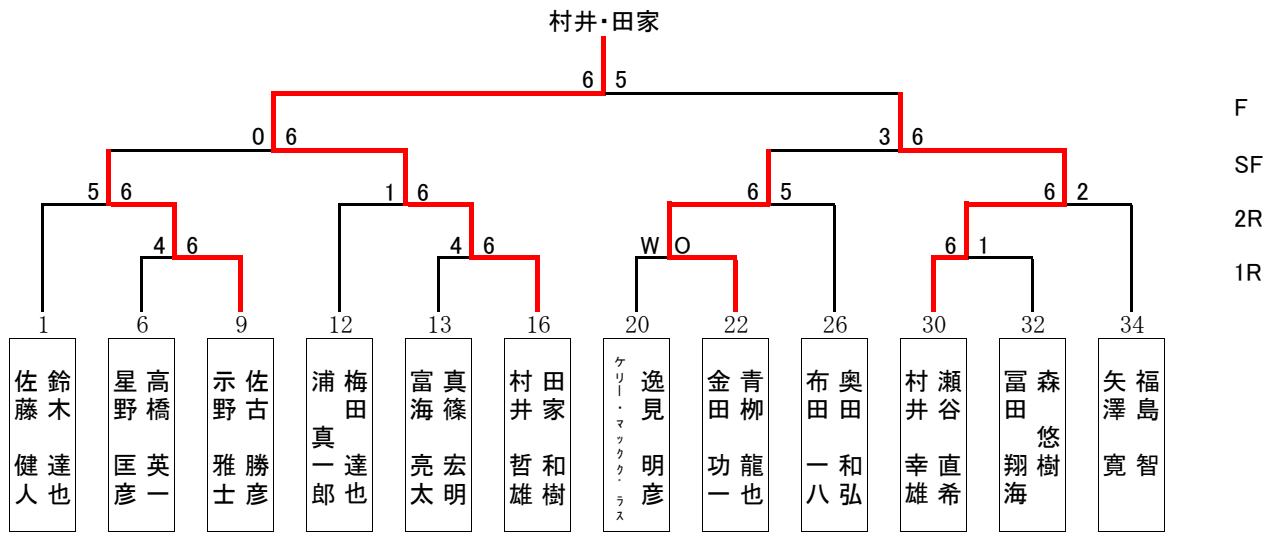 村井・田家
6 5
F
0 6
3 6
SF
5 6
1 6
6 5
6 2
2R
4 6
4 6
W O
6 1
1R
1
6
9
12
13
16
20
22
26
30
32
34
鈴木 達也
佐藤 健人
高橋 英一
星野 匡彦
佐古 勝彦
示野 雅士
梅田 達也
浦 真一郎
真篠 宏明
富海 亮太
田家 和樹
村井 哲雄
逸見 明彦
ケリー・マックダクラス
青栁 龍也
金田 功一
奥田 和弘
布田 一八
瀬谷 直希
村井 幸雄
森 悠樹
冨田 翔海
福島 智
矢澤 寛